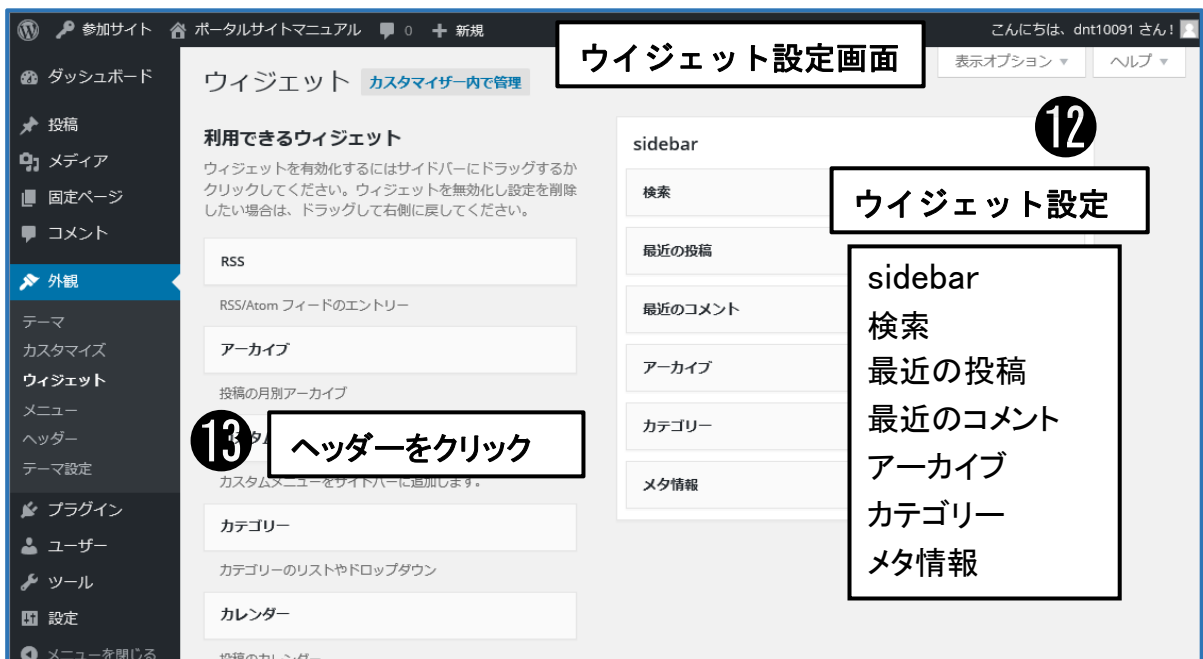 参加サイト ポータルサイトマニュアル 0 新規
こんにちは、dnt10091 さん!
ウイジェット設定画面
表示オプション ▼ ヘルプ ▼
ダッシュボード
投稿
メディア
固定ページ
コメント
外観
テーマ
カスタマイズ
ウィジェット
メニュー
ヘッダー
テーマ設定
プラグイン
ユーザー
ツール
設定
メニューを閉じる
ウィジェット カスタマイザー内で管理
利用できるウィジェット
ウィジェットを有効化するにはサイドバーにドラッグするか
クリックしてください。ウィジェットを無効化し設定を削除
したい場合は、ドラッグして右側に戻してください。
RSS
RSS/Atom フィードのエントリー
アーカイブ
投稿の月別アーカイブ
⓭ ヘッダーをクリック
カスタムメニューをサイドバーに追加します。
カテゴリー
カテゴリーのリストやドロップダウン
カレンダー
投稿のカレンダー
sidebar
検索
最近の投稿
最近のコメント
アーカイブ
カテゴリー
メタ情報
⓬
ウイジェット設定
sidebar
検索
最近の投稿
最近のコメント
アーカイブ
カテゴリー
メタ情報